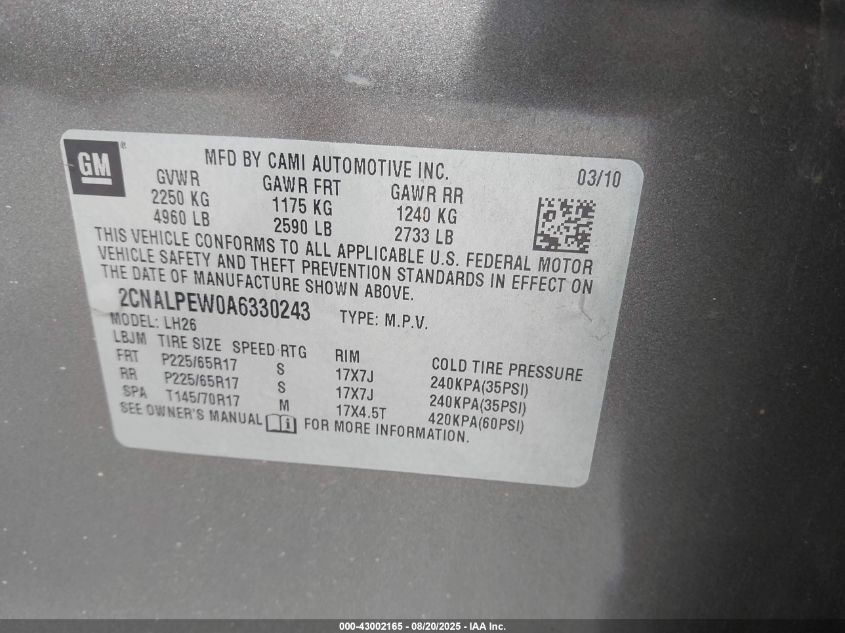 GM
MFD BY CAMI AUTOMOTIVE INC. 03/10
GVWR GAWR FRT GAWR RR
2250 KG 1175 KG 1240 KG
4960 LB 2590 LB 2733 LB
THIS VEHICLE CONFORMS TO ALL APPLICABLE U.S. FEDERAL MOTOR
VEHICLE SAFETY AND THEFT PREVENTION STANDARDS IN EFFECT ON
THE DATE OF MANUFACTURE SHOWN ABOVE.
2CNALPEW0A6330243 TYPE: M.P.V.
MODEL: LH26
LBJM TIRE SIZE SPEED RTG RIM COLD TIRE PRESSURE
FRT P225/65R17 S 17X7J 240KPA(35PSI)
RR P225/65R17 S 17X7J 240KPA(35PSI)
SPA T145/70R17 M 17X4.5T 420KPA(60PSI)
SEE OWNER'S MANUAL FOR MORE INFORMATION.
000-43002165 - 08/20/2025 - IAA Inc.